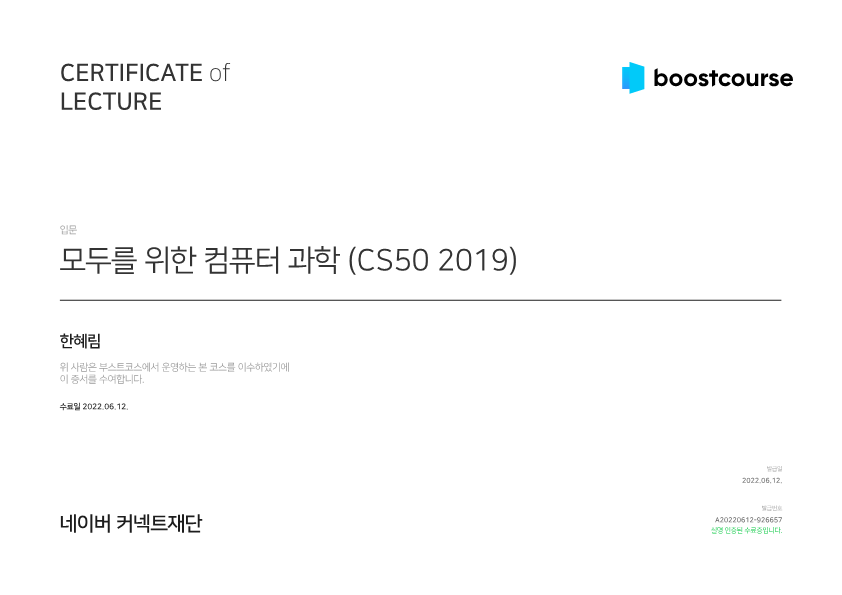 CERTIFICATE of
LECTURE
boostcourse
입문
모두를 위한 컴퓨터 과학 (CS50 2019)
한혜림
위 사람은 부스트코스에서 운영하는 본 코스를 이수하였기에
이 증서를 수여합니다.
수료일 2022.06.12.
발급일
2022.06.12.
네이버 커넥트재단
발급번호
A20220612-926657
실명 인증된 수료증입니다.